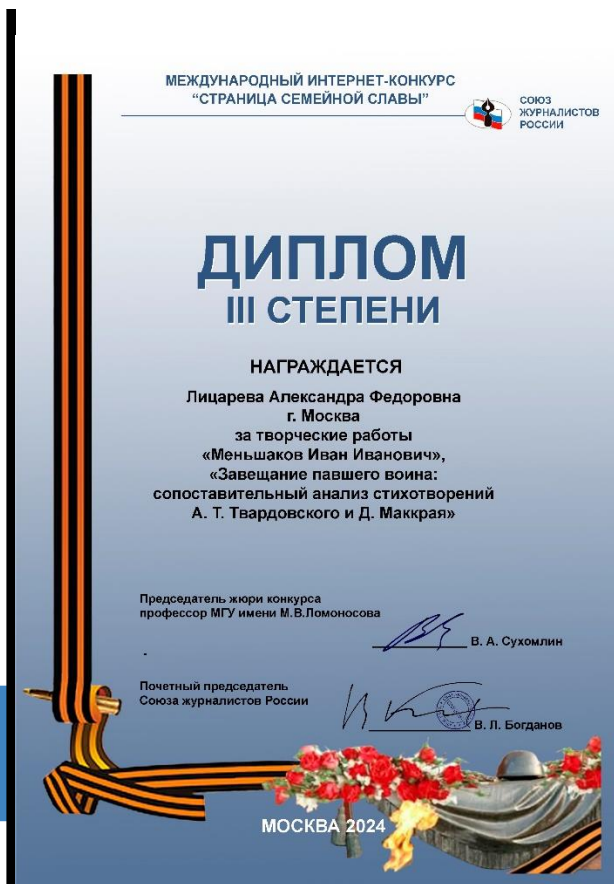 МЕЖДУНАРОДНЫЙ ИНТЕРНЕТ-КОНКУРС
“СТРАНИЦА СЕМЕЙНОЙ СЛАВЫ”
СОЮЗ
ЖУРНАЛИСТОВ
РОССИИ
ДИПЛОМ
III СТЕПЕНИ
НАГРАЖДАЕТСЯ
Лицарева Александра Федоровна
г. Москва
за творческие работы
«Меньшаков Иван Иванович»,
«Завещание павшего воина:
сопоставительный анализ стихотворений
А. Т. Твардовского и Д. Маккрая»
Председатель жюри конкурса
профессор МГУ имени М.В.Ломоносова
В. А. Сухомлин
Почетный председатель
Союза журналистов России
В. Л. Богданов
МОСКВА 2024